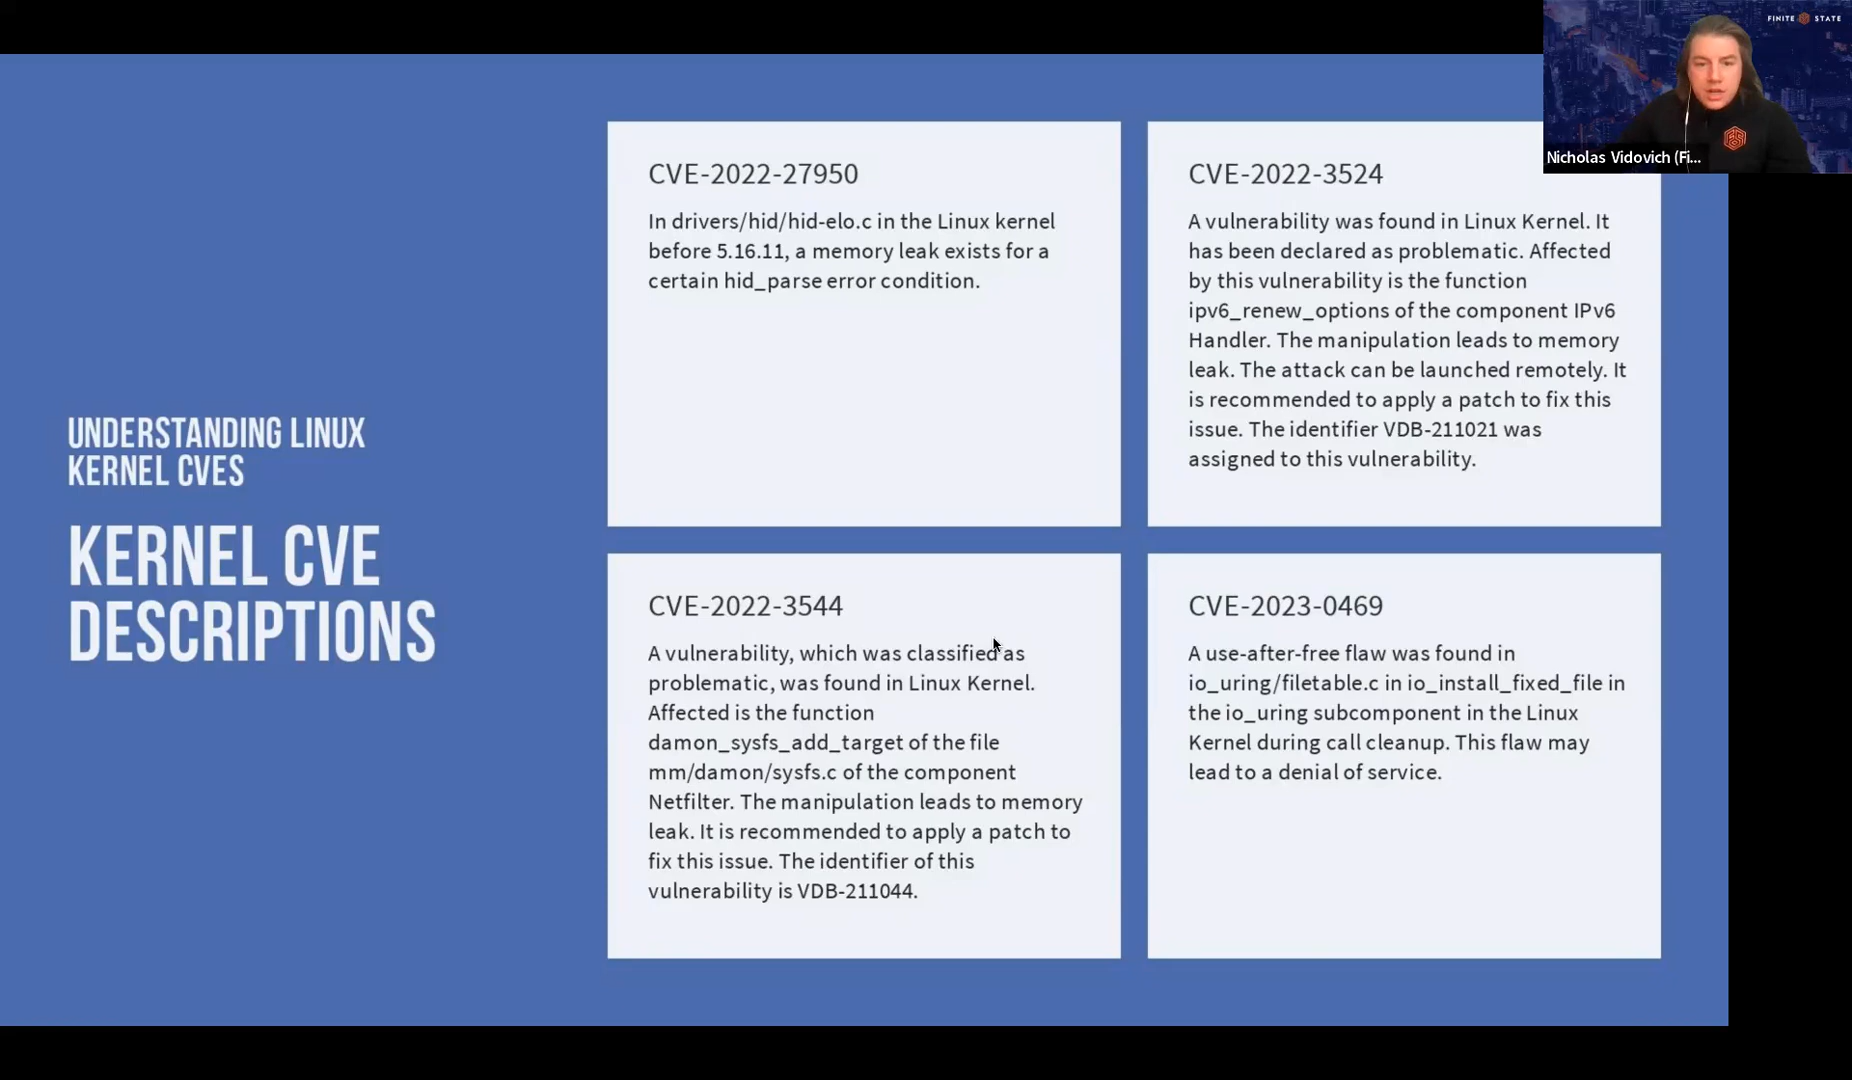 FINITE STATE
Nicholas Vidovich (Fi...
UNDERSTANDING LINUX
KERNEL CVES
KERNEL CVE
DESCRIPTIONS
CVE-2022-27950
In drivers/hid/hid-elo.c in the Linux kernel
before 5.16.11, a memory leak exists for a
certain hid_parse error condition.
CVE-2022-3524
A vulnerability was found in Linux Kernel. It
has been declared as problematic. Affected
by this vulnerability is the function
ipv6_renew_options of the component IPv6
Handler. The manipulation leads to memory
leak. The attack can be launched remotely. It
is recommended to apply a patch to fix this
issue. The identifier VDB-211021 was
assigned to this vulnerability.
CVE-2022-3544
A vulnerability, which was classified as
problematic, was found in Linux Kernel.
Affected is the function
damon_sysfs_add_target of the file
mm/damon/sysfs.c of the component
Netfilter. The manipulation leads to memory
leak. It is recommended to apply a patch to
fix this issue. The identifier of this
vulnerability is VDB-211044.
CVE-2023-0469
A use-after-free flaw was found in
io_uring/filetable.c in io_install_fixed_file in
the io_uring subcomponent in the Linux
Kernel during call cleanup. This flaw may
lead to a denial of service.